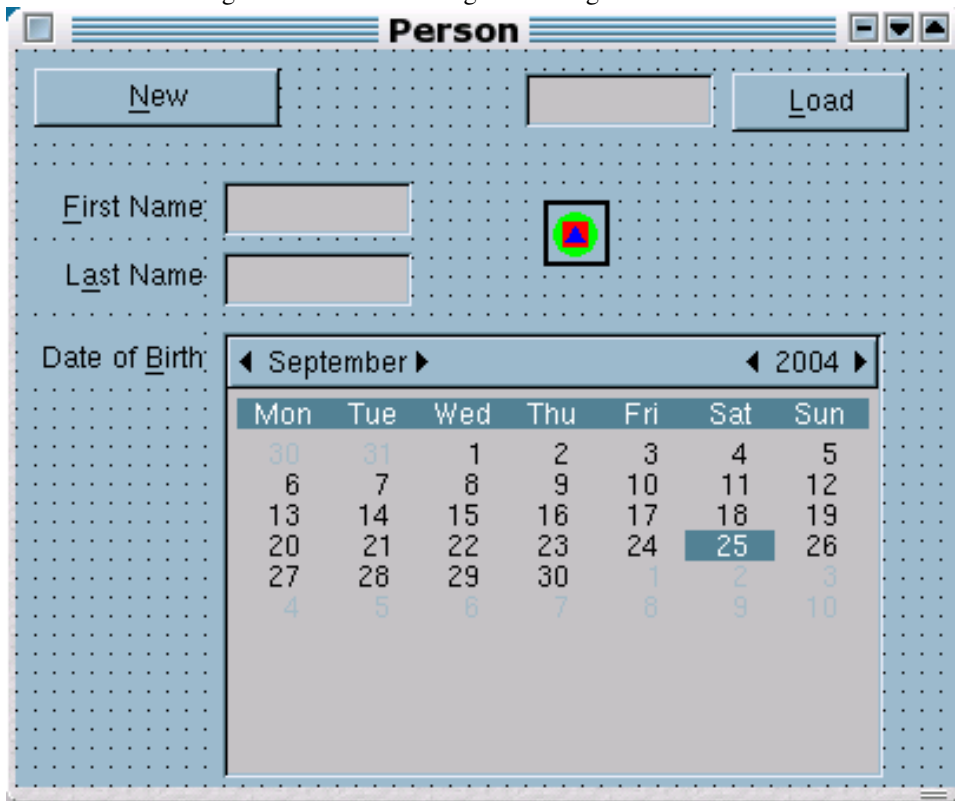 Person
New
Load
First Name
Last Name
Date of Birth
September 2004
Mon Tue Wed Thu Fri Sat Sun
30 31 1 2 3 4 5
6 7 8 9 10 11 12
13 14 15 16 17 18 19
20 21 22 23 24 25 26
27 28 29 30 1 2 3
4 5 6 7 8 9 10